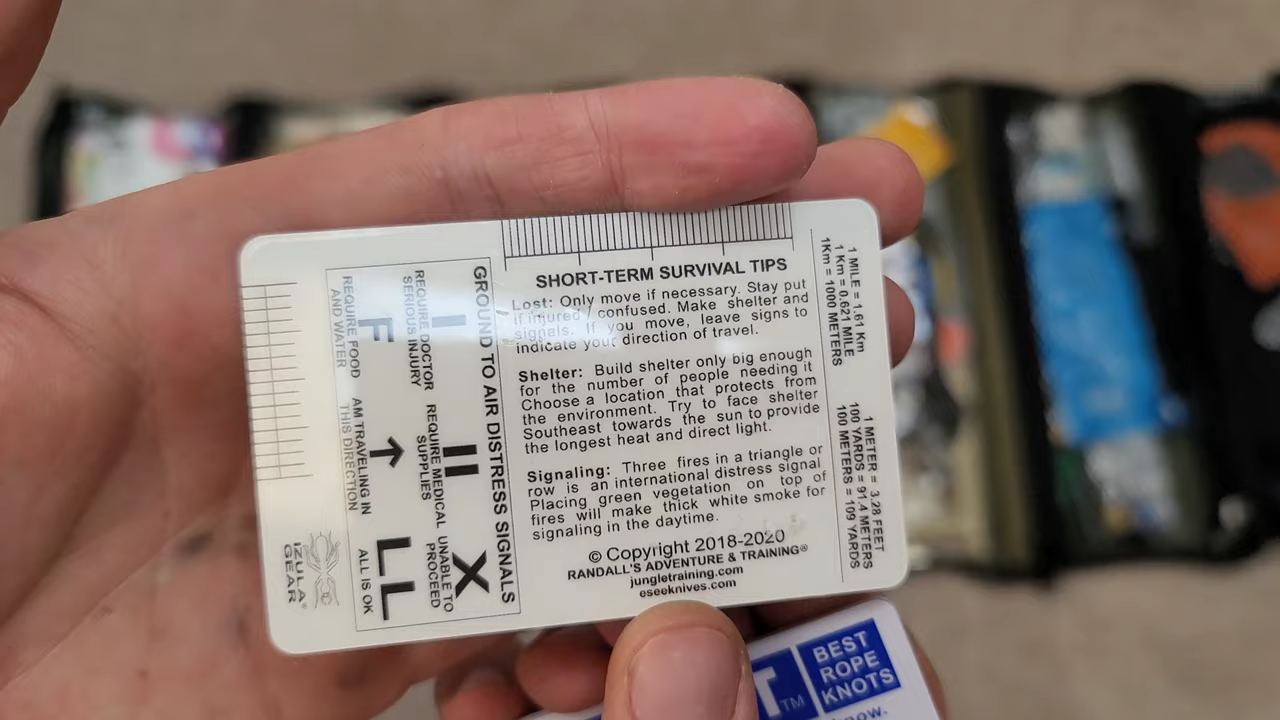 SHORT-TERM SURVIVAL TIPS
Lost: Only move if necessary. Stay put
if injured / confused. Make shelter and
signals. If you move, leave signs to
indicate your direction of travel.
Shelter: Build shelter only big enough
for the number of people needing it
Choose a location that protects from
the environment. Try to face shelter
Southeast towards the sun to provide
the longest heat and direct light.
Signaling: Three fires in a triangle or
row is an international distress signal
Placing green vegetation on top of
fires will make thick white smoke for
signaling in the daytime.
© Copyright 2018-2020
RANDALL'S ADVENTURE & TRAINING®
jungletraining.com
eseeknives.com
1 MILE = 1.61 Km
1 Km = 0.621 MILE
1Km = 1000 METERS
1 METER = 3.28 FEET
100 YARDS = 91.4 METERS
100 METERS = 109 YARDS
GROUND TO AIR DISTRESS SIGNALS
I
REQUIRE DOCTOR
SERIOUS INJURY
II
REQUIRE MEDICAL
SUPPLIES
X
UNABLE TO
PROCEED
F
REQUIRE FOOD
AND WATER
↑
AM TRAVELING IN
THIS DIRECTION
LL
ALL IS OK
IZULA®
GEAR
T™
BEST
ROPE
KNOTS
now.